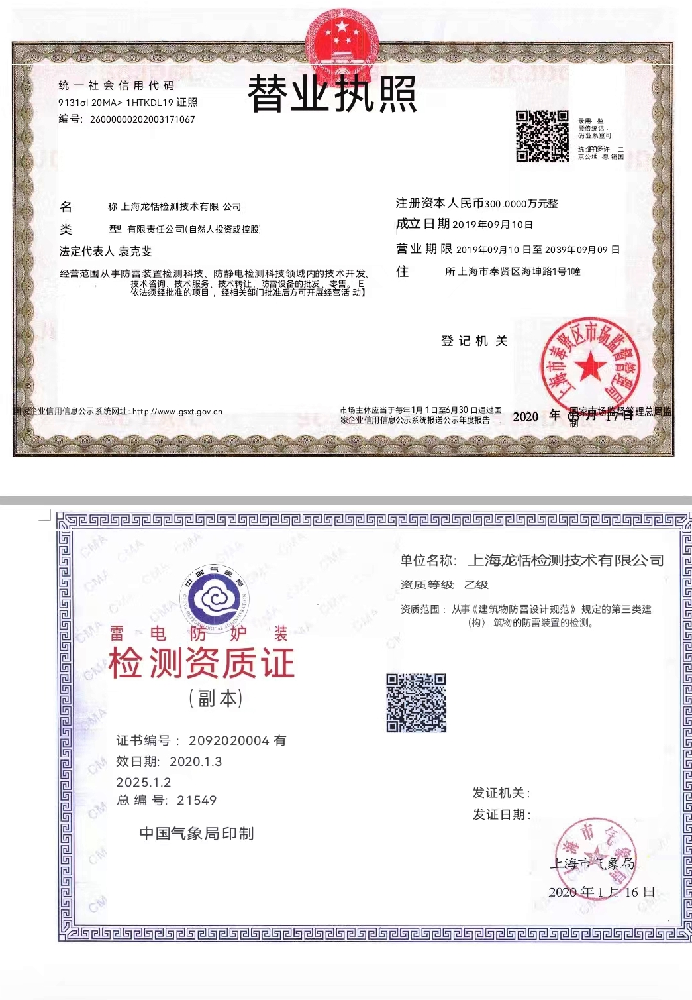 统一社会信用代码
9131σl 20MA> 1HTKDL19 证照
编号: 26000000202003171067
替业执照
录用 监
登倍统记 .
码业系登可
统企m多许 · 二
京公延 息 销国
名 称 上海龙恬检测技术有限 公司
类 型 有限责任公司(自然人投资或控股)
法定代表人 袁克斐
经营范围从事防雷装置检测科技、防静电检测科技领域内的技术开发、
技术咨询、技术服务、技术转让, 防雷设备的批发、零售。 E
依法须经批准的项目, 经相关部门批准后方可开展经营活 动】
注册资本人民币300.0000万元整
成立日期2019年09月10日
营业期限 2019年09月10 日至 2039年09月09 日
住 所 上海市奉贤区海坤路1号1幢
登记机关
上海市奉贤区市场监督管理局
2020 年 03 月 17 日
国家企业信用信息公示系统网址: http://www.gsxt.gov.cn
市场主体应当于每年1月1日至6月30 日通过国
家企业信用信息公示系统报送公示年度报告
国家市场监督管理总局监
制
中国气象局
CHINA METEOROLOGICAL ADMINISTRATION
雷电防妒装
检测资质证
(副本)
证书编号 : 2092020004 有
效日期: 2020.1.3
2025.1.2
总编号: 21549
中国气象局印制
单位名称: 上海龙恬检测技术有限公司
资质等级: 乙级
资质范围 : 从事《建筑物防雷设计规范》 规定的第三类建
(构) 筑物的防雷装置的检测。
发证机关:
发证日期:
上海市气象局
上海市气象局
2020 年 1 月 16 日